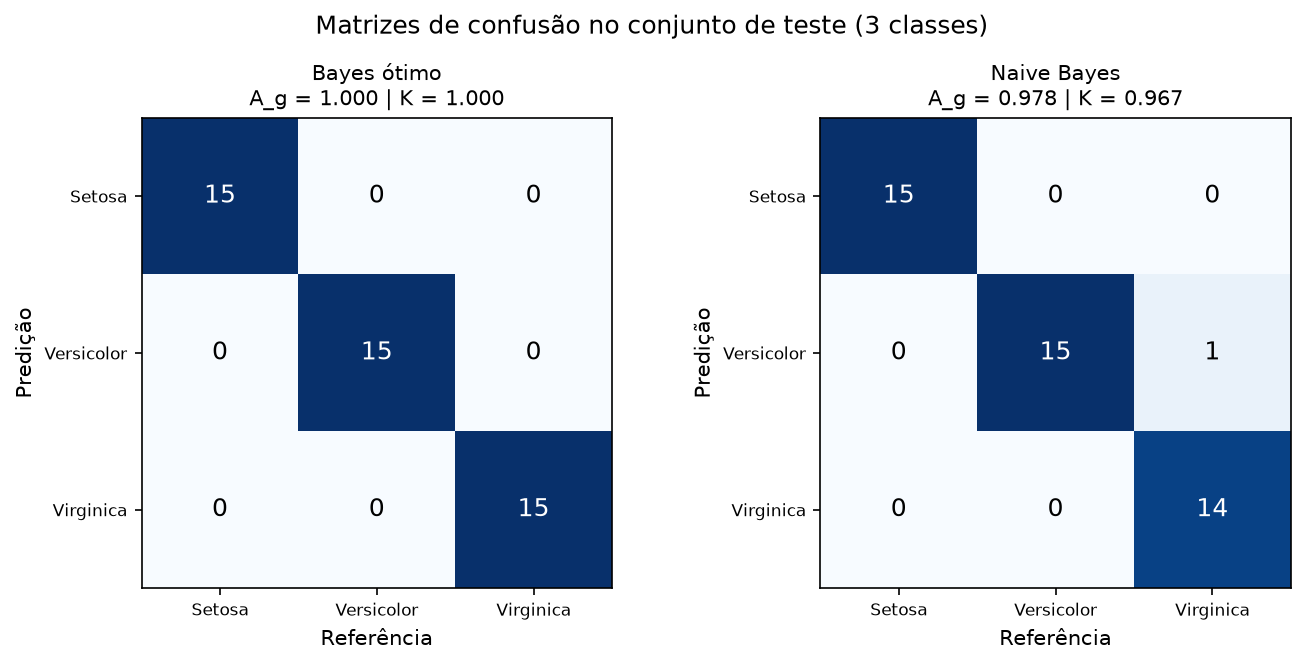 Matrizes de confusão no conjunto de teste (3 classes)
Bayes ótimo
A_g = 1.000 | K = 1.000
Predição
Setosa 15 0 0
Versicolor 0 15 0
Virginica 0 0 15
Setosa Versicolor Virginica
Referência
Naive Bayes
A_g = 0.978 | K = 0.967
Predição
Setosa 15 0 0
Versicolor 0 15 1
Virginica 0 0 14
Setosa Versicolor Virginica
Referência